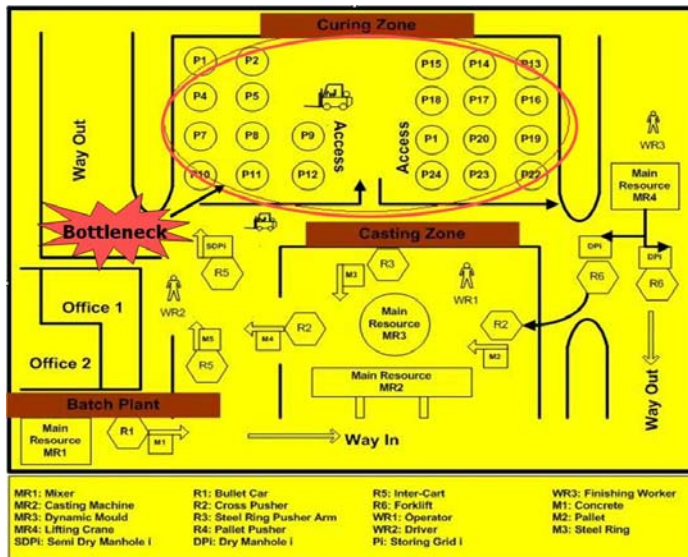 Curing Zone
P1 P2 P15 P14 P13
P4 P5 P18 P17 P16
P7 P8 P9 P1 P20 P19
P10 P11 P12 P24 P23 P22
Access
Access
Way Out
WR3
Main
Resource
MR4
Bottleneck
Casting Zone
SDPi
R5
WR2
M3
R3
WR1
DPi
R6
DPi
R6
Office 1
Office 2
M5
R5
M4
R2
Main
Resource
MR3
R2
M2
Main Resource
MR2
Way Out
Batch Plant
Main
Resource
MR1
R1
M1
Way In
MR1: Mixer R1: Bullet Car R5: Inter-Cart WR3: Finishing Worker
MR2: Casting Machine R2: Cross Pusher R6: Forklift M1: Concrete
MR3: Dynamic Mould R3: Steel Ring Pusher Arm WR1: Operator M2: Pallet
MR4: Lifting Crane R4: Pallet Pusher WR2: Driver M3: Steel Ring
SDPi: Semi Dry Manhole i DPi: Dry Manhole i Pi: Storing Grid i